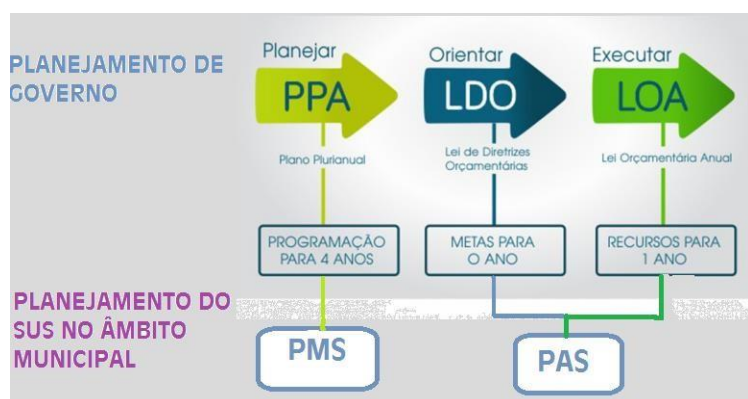 PLANEJAMENTO DE
GOVERNO
Planejar
PPA
Plano Plurianual
PROGRAMAÇÃO
PARA 4 ANOS
Orientar
LDO
Lei de Diretrizes
Orçamentárias
METAS PARA
O ANO
Executar
LOA
Lei Orçamentária Anual
RECURSOS PARA
1 ANO
PLANEJAMENTO DO
SUS NO ÂMBITO
MUNICIPAL
PMS
PAS